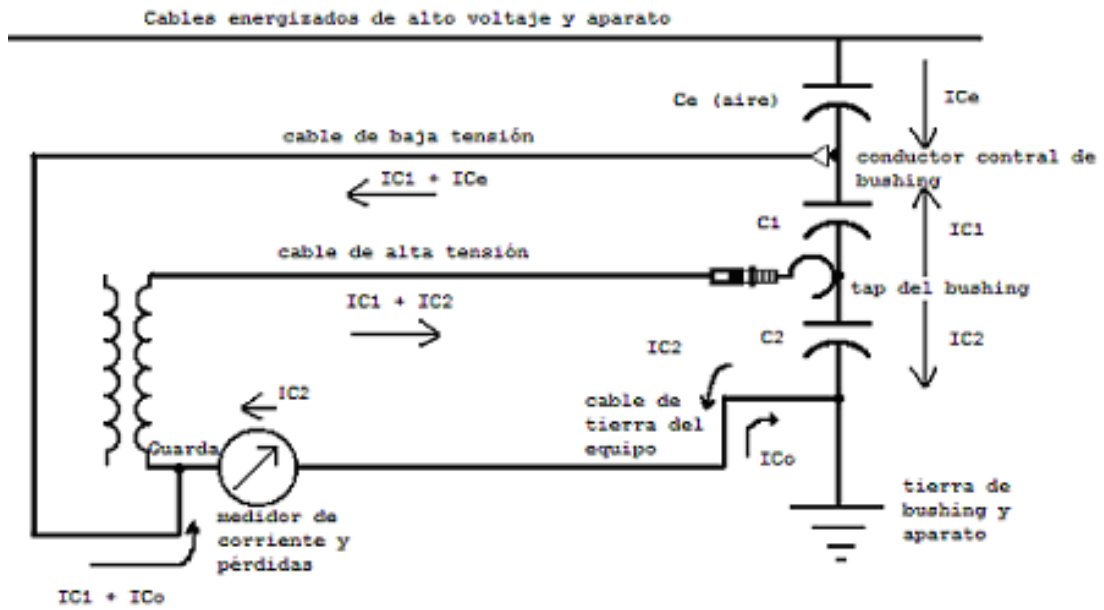 Cables energizados de alto voltaje y aparato
Ce (aire)
ICe
cable de baja tensión
conductor contral de
bushing
IC1 + ICe
C1
IC1
cable de alta tensión
tap del bushing
IC1 + IC2
C2
IC2
IC2
IC2
cable de
tierra del
equipo
Guarda
ICo
tierra de
bushing y
aparato
medidor de
corriente y
pérdidas
IC1 + ICo